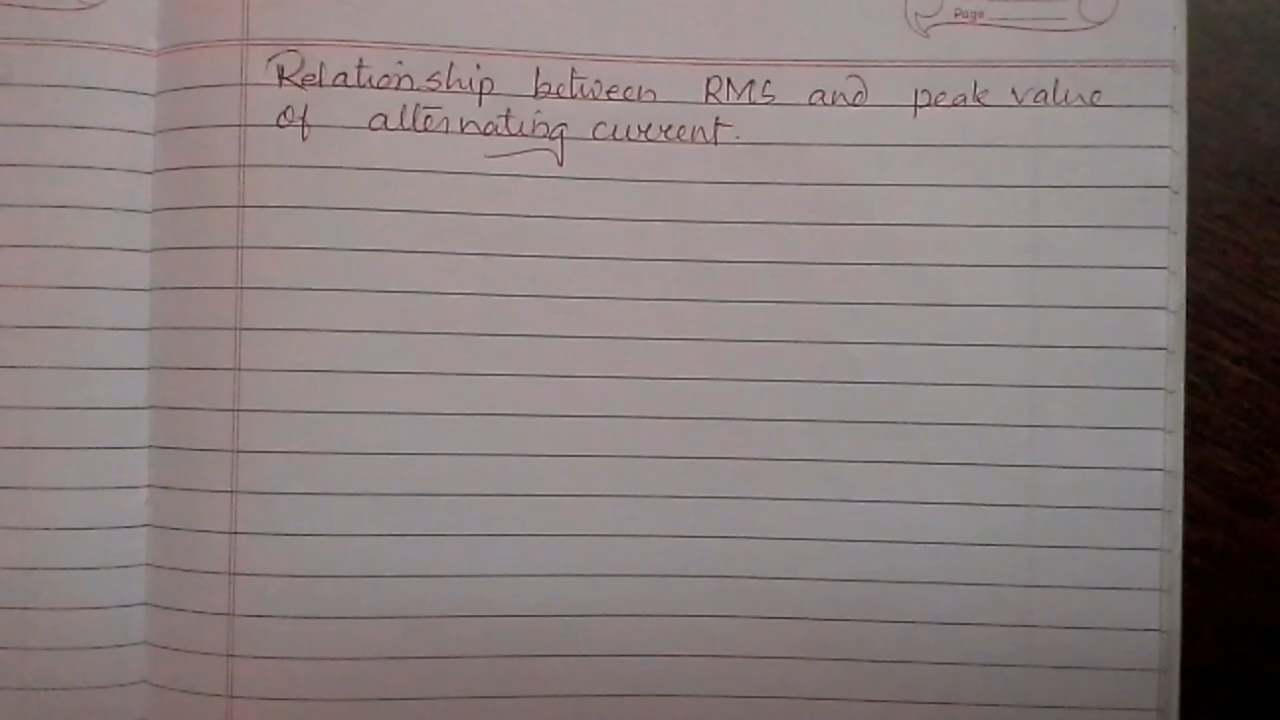 Page
Relationship between RMS and peak value
of alternating current.